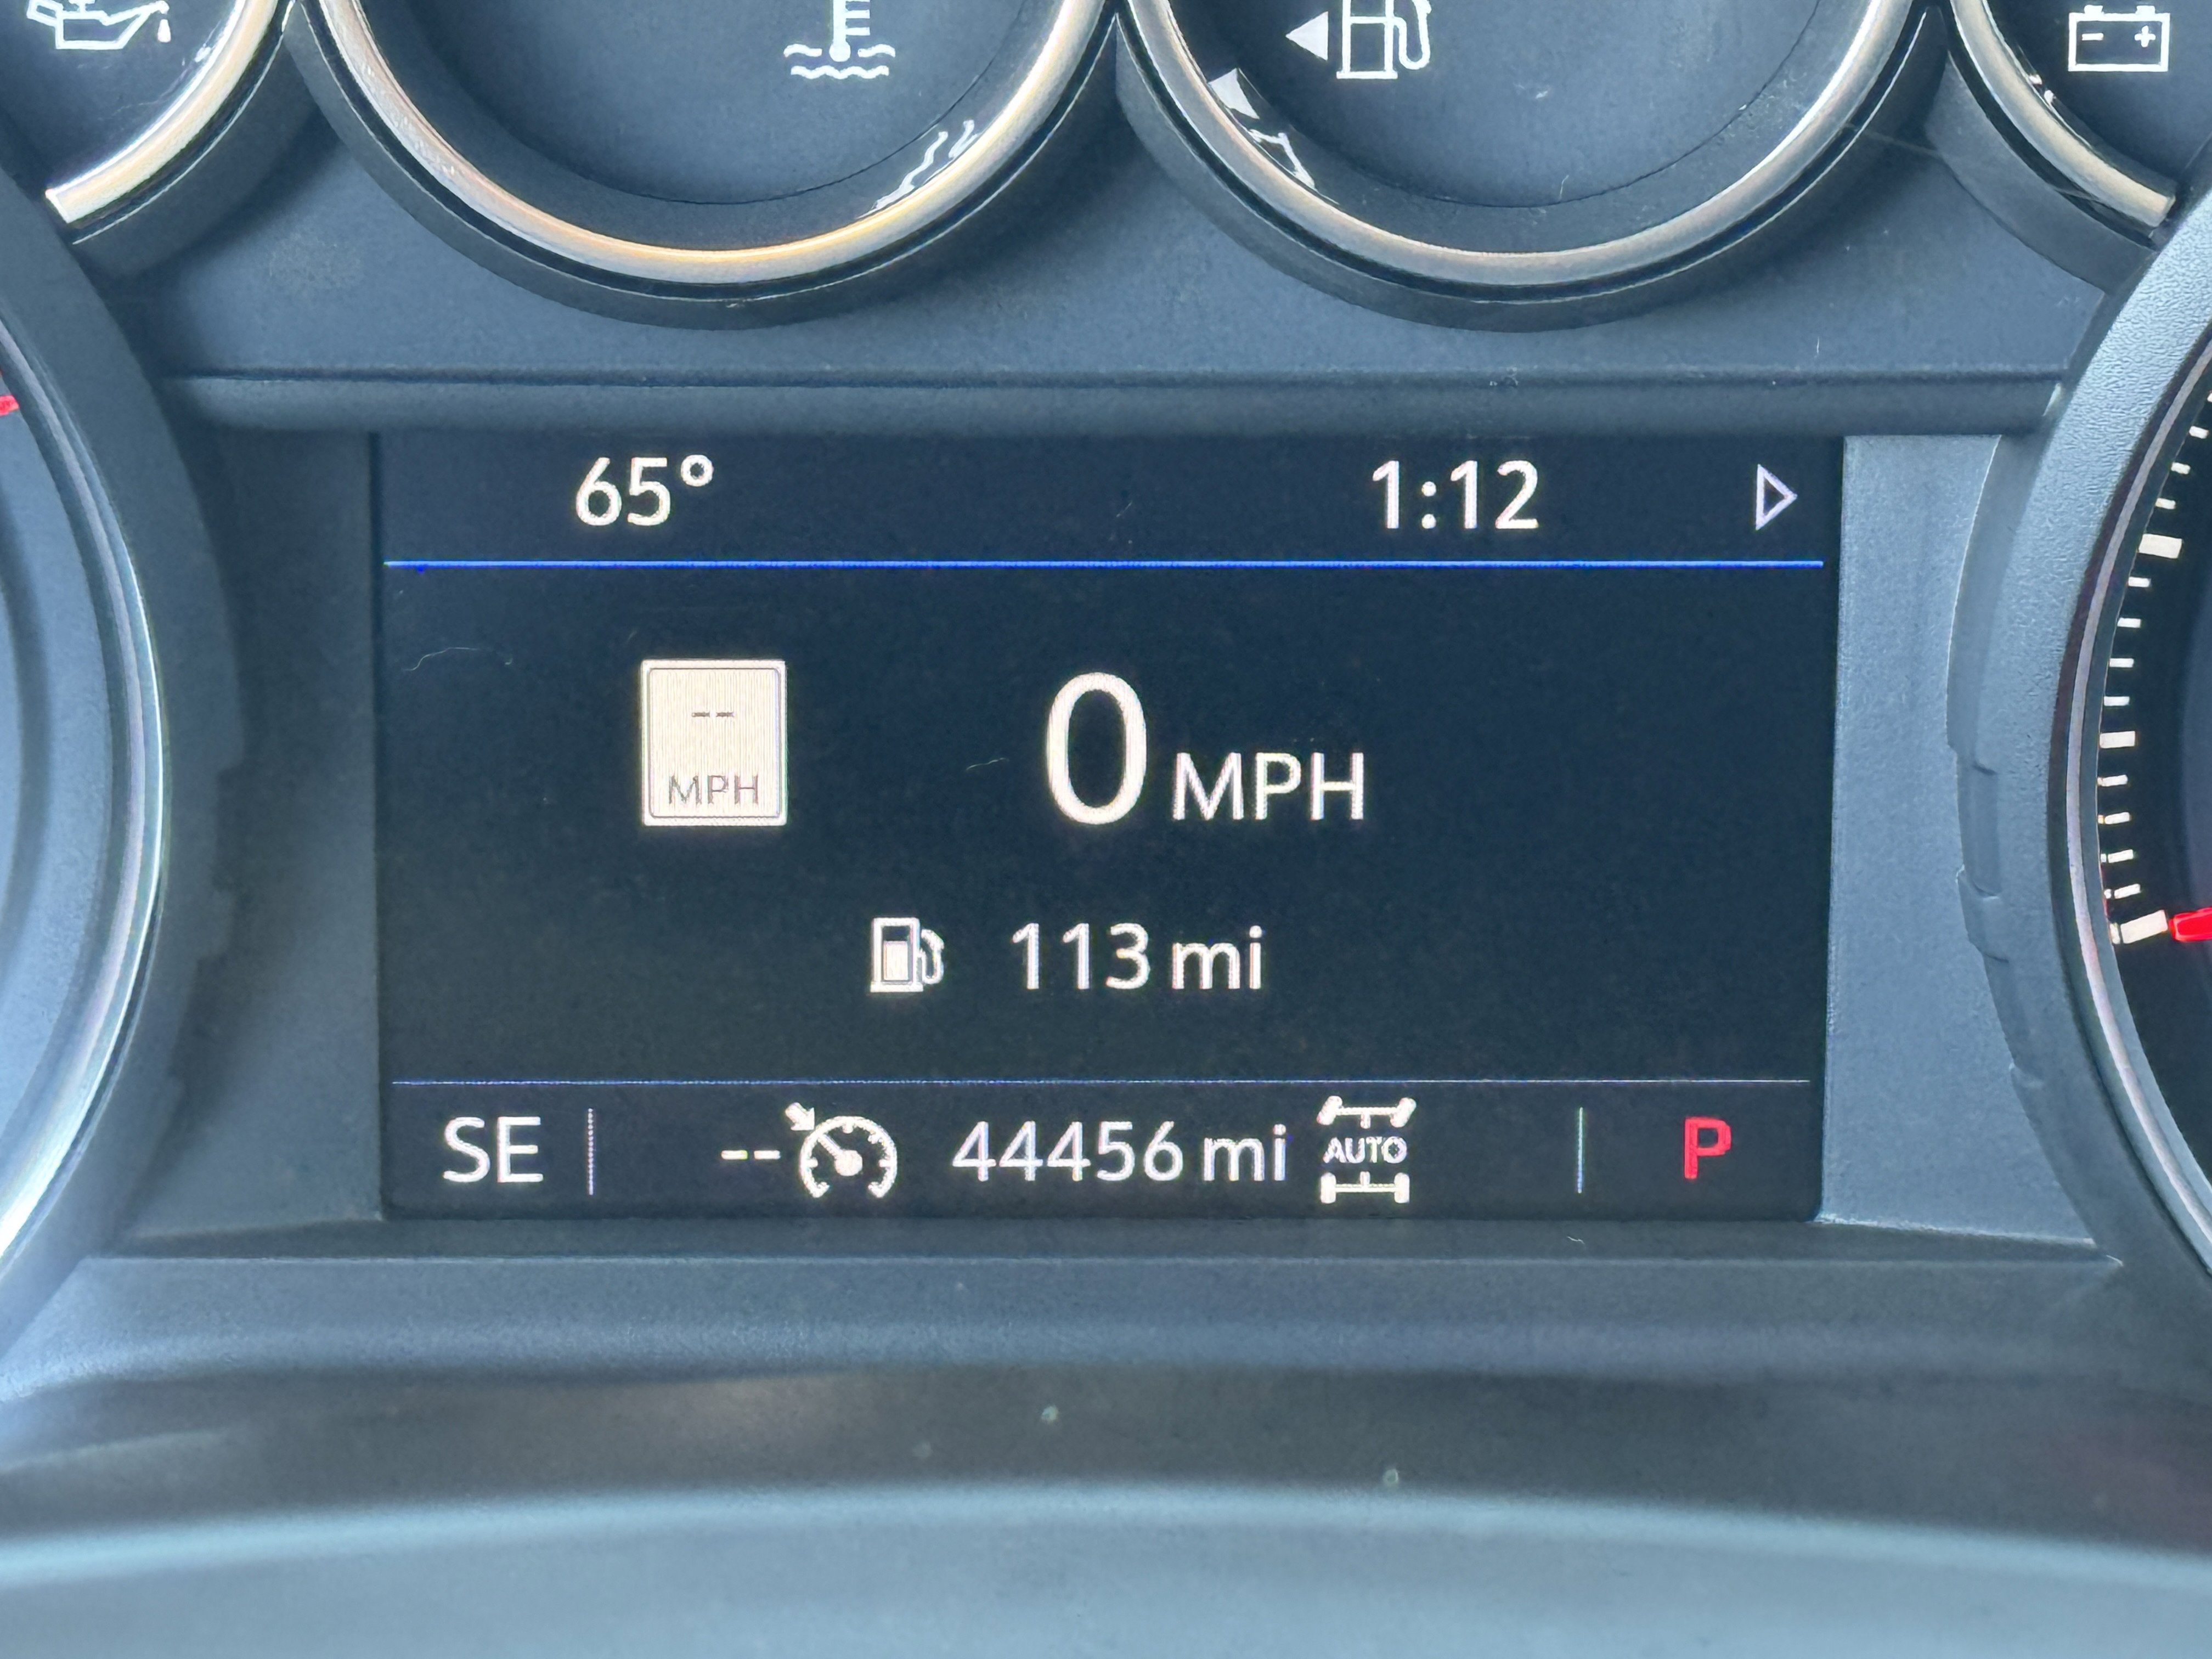 65° 1:12
-- MPH
0 MPH
113 mi
SE -- 44456 mi AUTO P